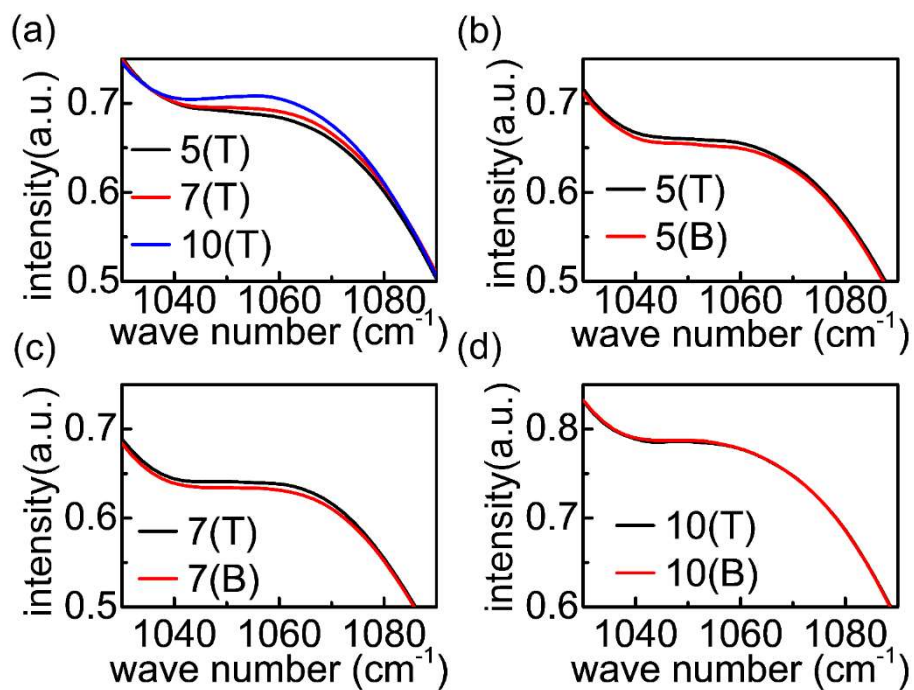 (a)
intensity(a.u.)
0.7
0.6
0.5
5(T)
7(T)
10(T)
1040 1060 1080
wave number (cm⁻¹)
(b)
intensity(a.u.)
0.7
0.6
0.5
5(T)
5(B)
1040 1060 1080
wave number (cm⁻¹)
(c)
intensity(a.u.)
0.7
0.6
0.5
7(T)
7(B)
1040 1060 1080
wave number (cm⁻¹)
(d)
intensity(a.u.)
0.8
0.7
0.6
10(T)
10(B)
1040 1060 1080
wave number (cm⁻¹)